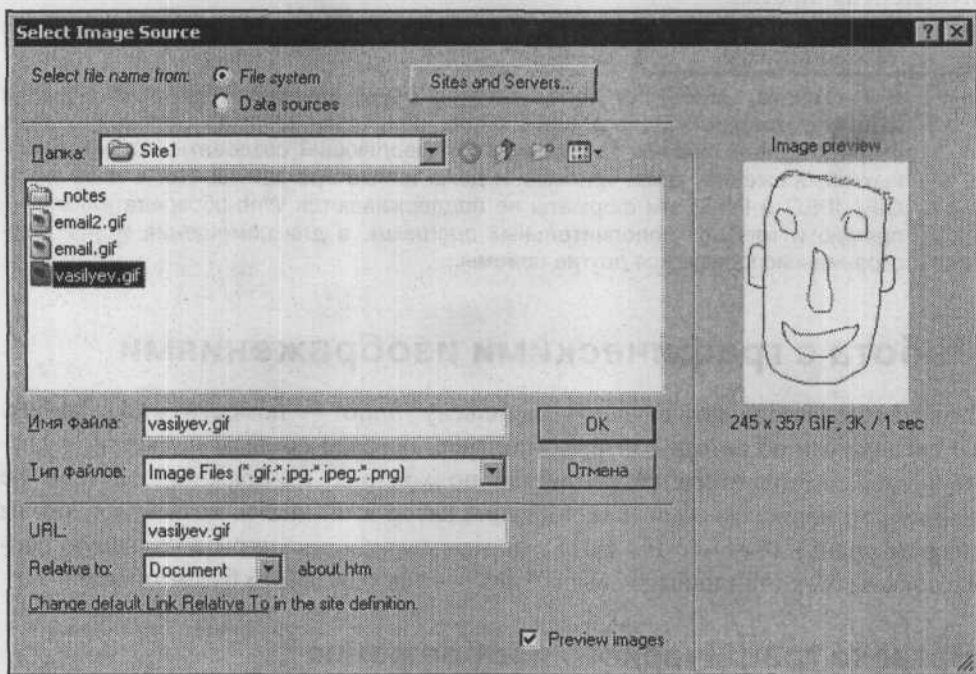 Select Image Source
Select file name from: File system
Data sources
Sites and Servers...
Папка: Site1
_notes
email2.gif
email.gif
vasilyev.gif
Image preview
245 x 357 GIF, 3K / 1 sec
Имя файла: vasilyev.gif
OK
Тип файлов: Image Files (*.gif;*.jpg;*.jpeg;*.png)
Отмена
URL: vasilyev.gif
Relative to: Document about.htm
Change default Link Relative To in the site definition.
Preview images